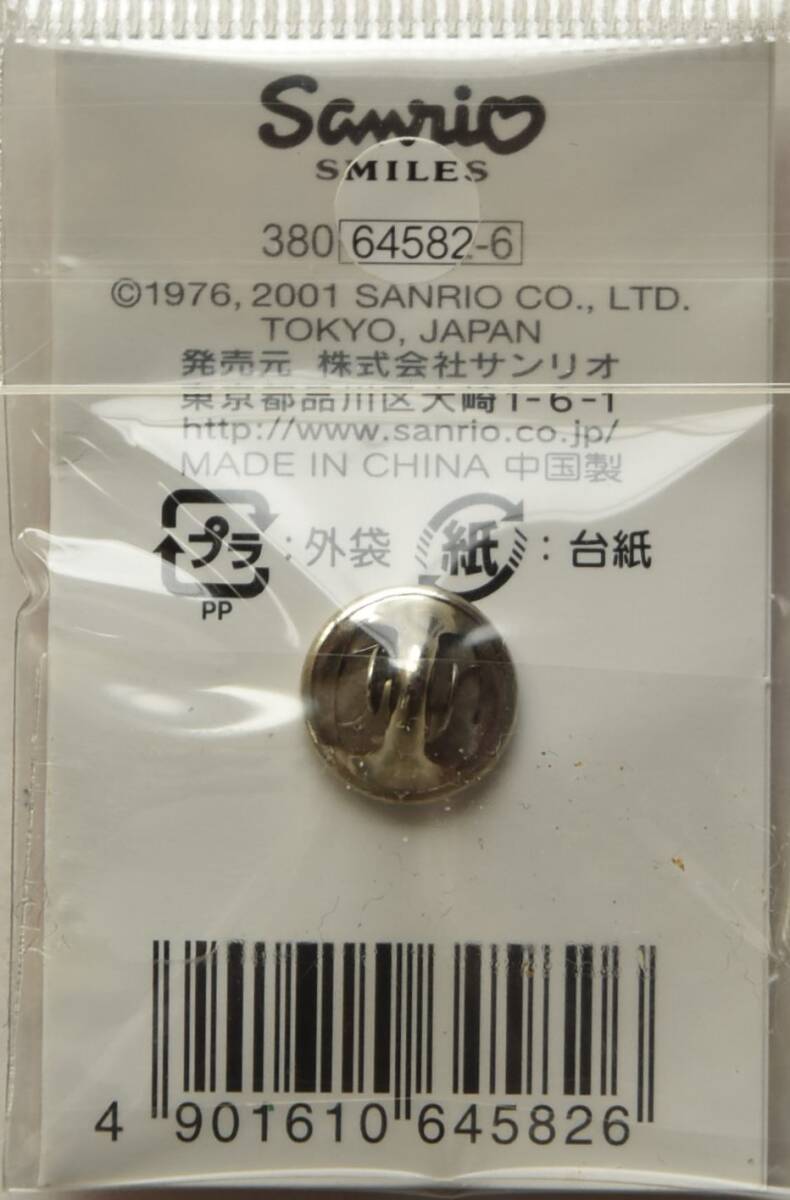 Sanrio
SMILES
380 64582-6
©1976, 2001 SANRIO CO., LTD.
TOKYO, JAPAN
発売元 株式会社サンリオ
東京都品川区大崎1-6-1
http://www.sanrio.co.jp/
MADE IN CHINA 中国製
プラ:外袋 紙:台紙
PP
4 901610 645826